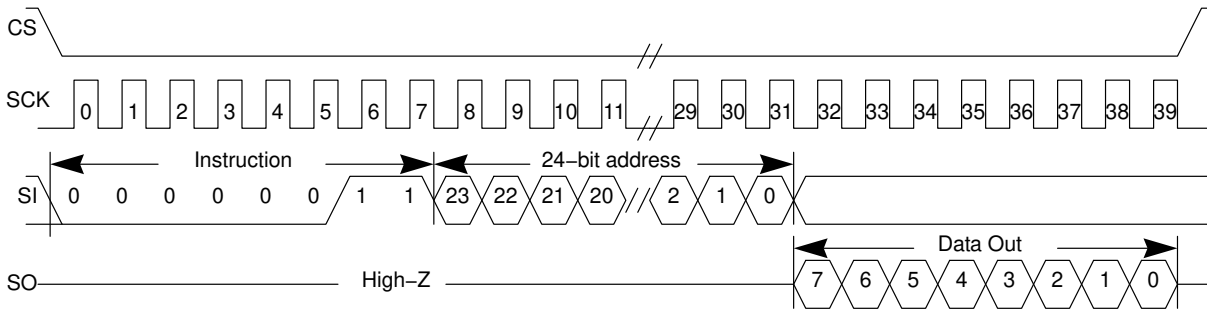 CS
SCK 0 1 2 3 4 5 6 7 8 9 10 11 29 30 31 32 33 34 35 36 37 38 39
Instruction 24−bit address
SI 0 0 0 0 0 0 1 1 23 22 21 20 2 1 0
Data Out
SO High−Z 7 6 5 4 3 2 1 0